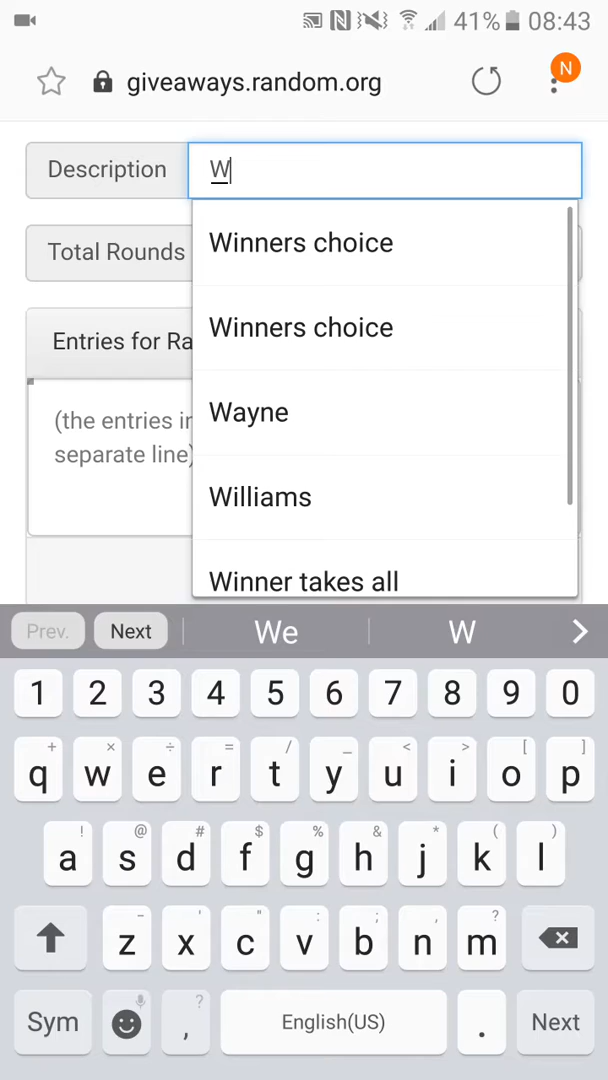 41% 08:43
giveaways.random.org
N
Description W
Winners choice
Total Rounds
Winners choice
Entries for Ra
Wayne
(the entries in
separate line)
Williams
Winner takes all
Prev. Next We W
1 2 3 4 5 6 7 8 9 0
+ × ÷ = / _ < > [ ]
q w e r t y u i o p
! @ # $ % & * ( )
a s d f g h j k l
- ' " : ; , ?
z x c v b n m
Sym , ? English(US) . Next